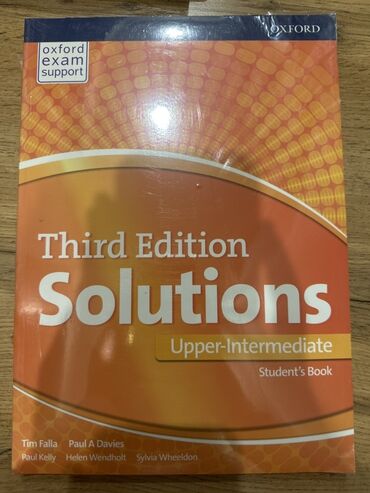 oxford
exam
support
OXFORD
Third Edition
Solutions
Upper-Intermediate
Student's Book
Tim Falla Paul A Davies
Paul Kelly Helen Wendholt Sylvia Wheeldon